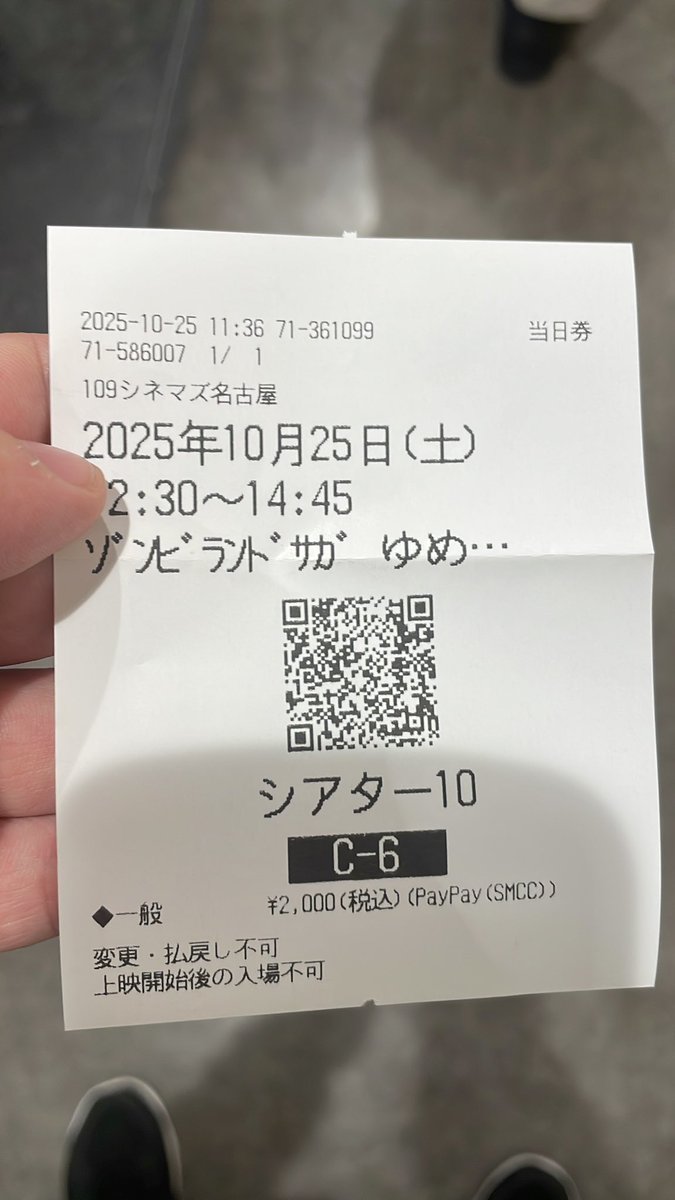 2025-10-25 11:36 71-361099 当日券
71-586007 1/ 1
109シネマズ名古屋
2025年10月25日(土)
2:30〜14:45
ｿﾞﾝﾋﾞﾗﾝﾄﾞｻｶﾞ ゆめ…
シアター10
C-6
◆一般 ¥2,000(税込)(PayPay(SMCC))
変更・払戻し不可
上映開始後の入場不可